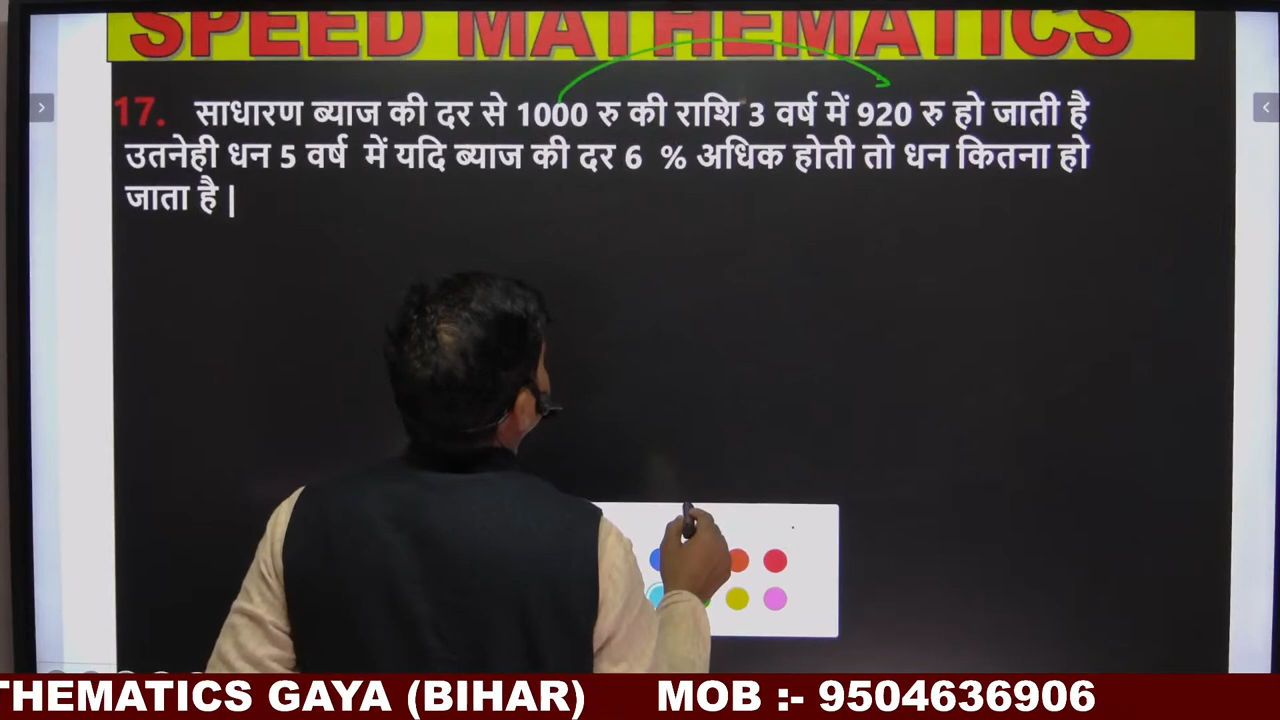 SPEED MATHEMATICS
17. साधारण ब्याज की दर से 1000 रु की राशि 3 वर्ष में 920 रु हो जाती है
उतनेही धन 5 वर्ष में यदि ब्याज की दर 6 % अधिक होती तो धन कितना हो
जाता है |
THEMATICS GAYA (BIHAR) MOB :- 9504636906